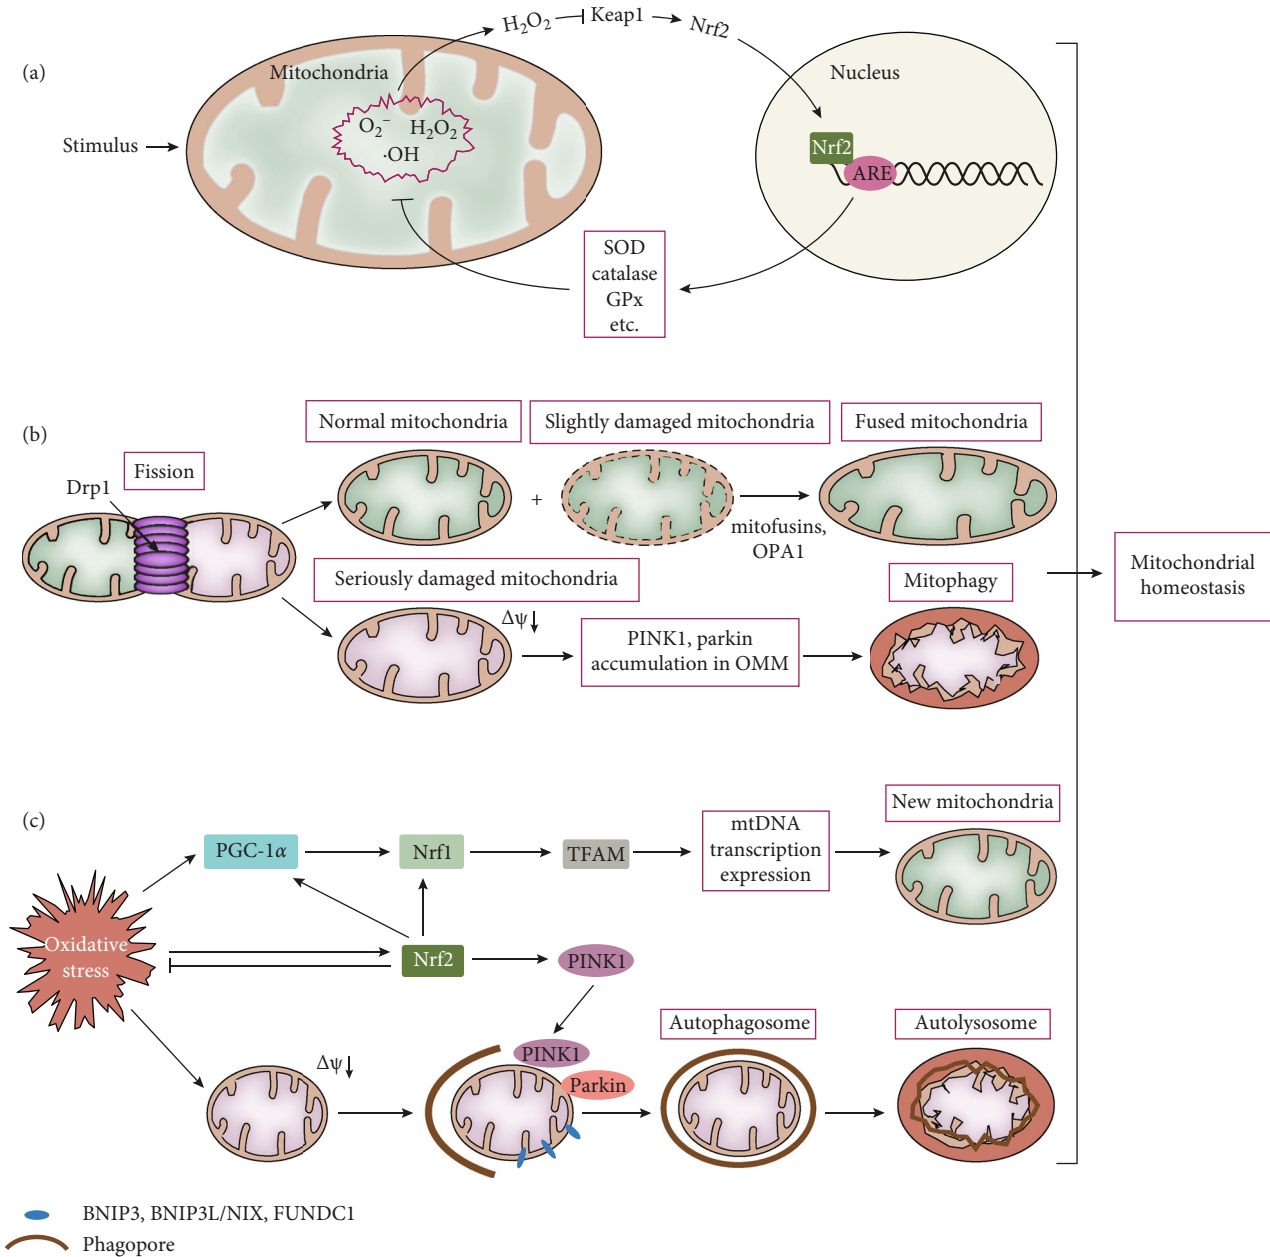 (a)
H₂O₂
Keap1
Nrf2
Mitochondria
Nucleus
O₂⁻ H₂O₂
·OH
Stimulus
Nrf2
ARE
SOD
catalase
GPx
etc.
(b)
Normal mitochondria
Slightly damaged mitochondria
Fused mitochondria
Fission
Drp1
+
mitofusins,
OPA1
Seriously damaged mitochondria
Mitophagy
Mitochondrial
homeostasis
Δψ
PINK1, parkin
accumulation in OMM
(c)
New mitochondria
PGC-1α
Nrf1
TFAM
mtDNA
transcription
expression
Oxidative
stress
Nrf2
PINK1
Autophagosome
Autolysosome
Δψ
PINK1
Parkin
BNIP3, BNIP3L/NIX, FUNDC1
Phagopore